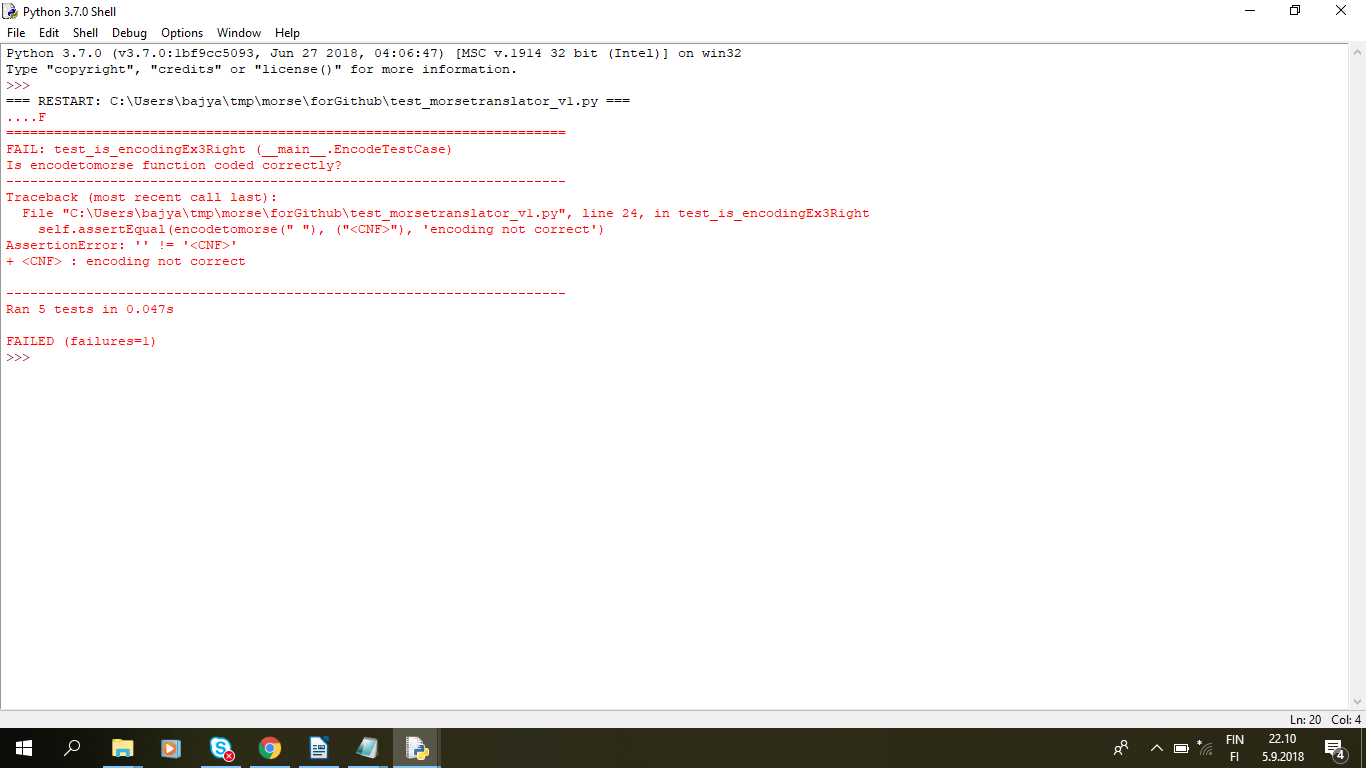 Python 3.7.0 Shell
File Edit Shell Debug Options Window Help
Python 3.7.0 (v3.7.0:1bf9cc5093, Jun 27 2018, 04:06:47) [MSC v.1914 32 bit (Intel)] on win32
Type "copyright", "credits" or "license()" for more information.
>>>
=== RESTART: C:\Users\bajya\tmp\morse\forGithub\test_morsetranslator_v1.py ===
....F
======================================================================
FAIL: test_is_encodingEx3Right (__main__.EncodeTestCase)
Is encodetomorse function coded correctly?
----------------------------------------------------------------------
Traceback (most recent call last):
  File "C:\Users\bajya\tmp\morse\forGithub\test_morsetranslator_v1.py", line 24, in test_is_encodingEx3Right
    self.assertEqual(encodetomorse(" "), ("<CNF>"), 'encoding not correct')
AssertionError: '' != '<CNF>'
+ <CNF> : encoding not correct
----------------------------------------------------------------------
Ran 5 tests in 0.047s
FAILED (failures=1)
>>>
Ln: 20 Col: 4
FIN 22.10
FI 5.9.2018
4